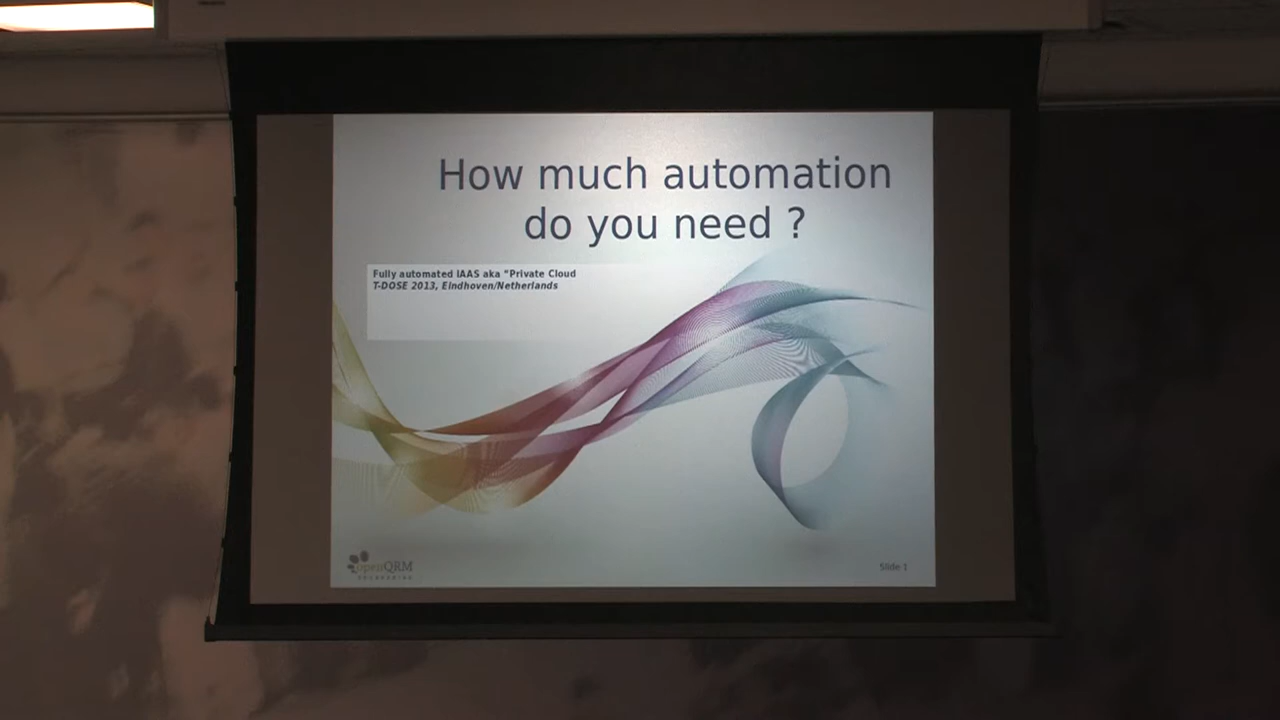 How much automation
do you need ?
Fully automated IAAS aka "Private Cloud
T-DOSE 2013, Eindhoven/Netherlands
openQRM
Slide 1